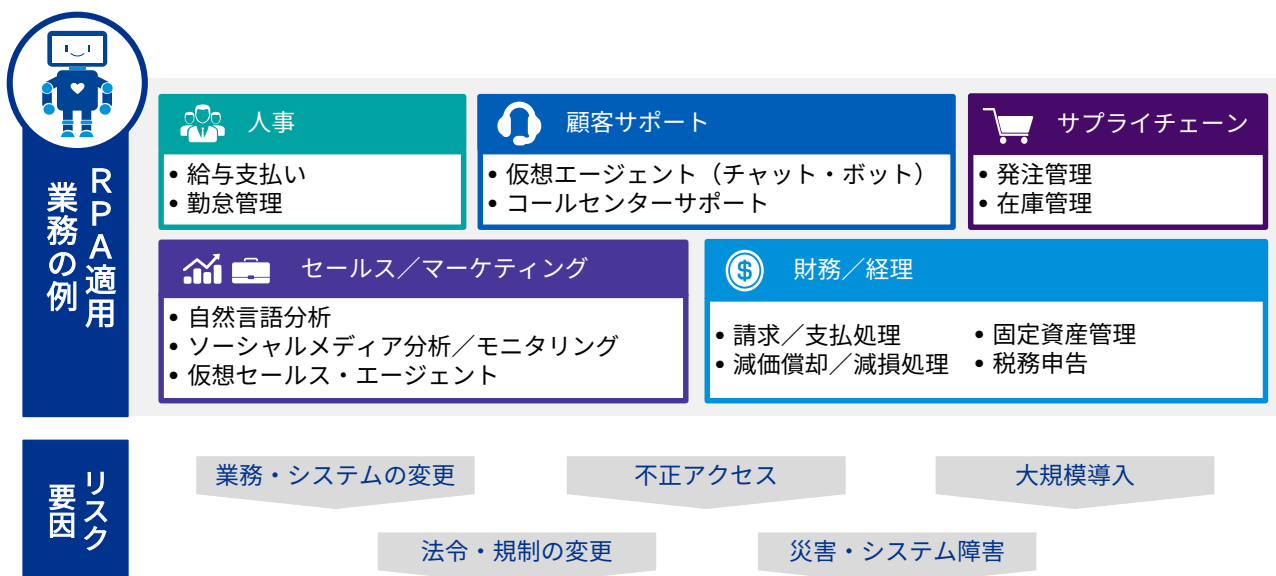 RPA適用
業務の例
人事
• 給与支払い
• 勤怠管理
顧客サポート
• 仮想エージェント（チャット・ボット）
• コールセンターサポート
サプライチェーン
• 発注管理
• 在庫管理
セールス／マーケティング
• 自然言語分析
• ソーシャルメディア分析／モニタリング
• 仮想セールス・エージェント
財務／経理
• 請求／支払処理
• 減価償却／減損処理
• 固定資産管理
• 税務申告
リスク
要因
業務・システムの変更
不正アクセス
大規模導入
法令・規制の変更
災害・システム障害